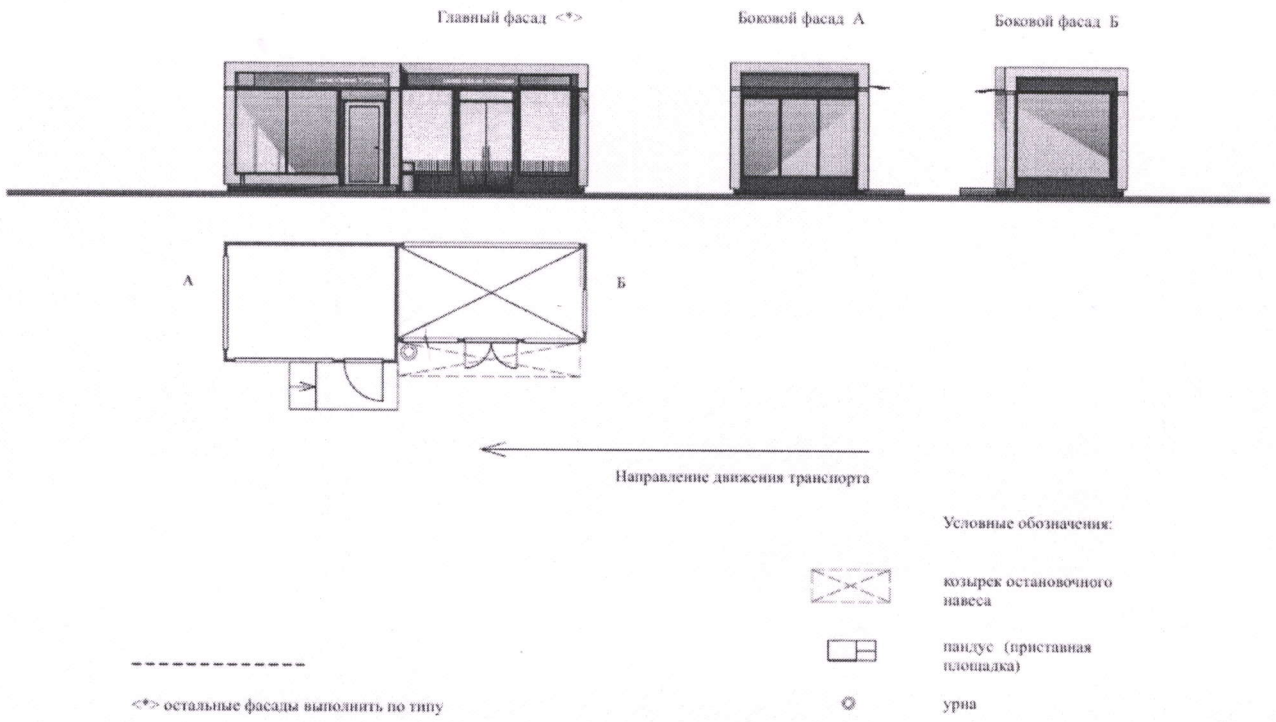 Главный фасад <*>
Боковой фасад А
Боковой фасад Б
А
Б
Направление движения транспорта
Условные обозначения:
козырек остановочного
навеса
пандус (приставная
площадка)
урна
<*> остальные фасады выполнить по типу